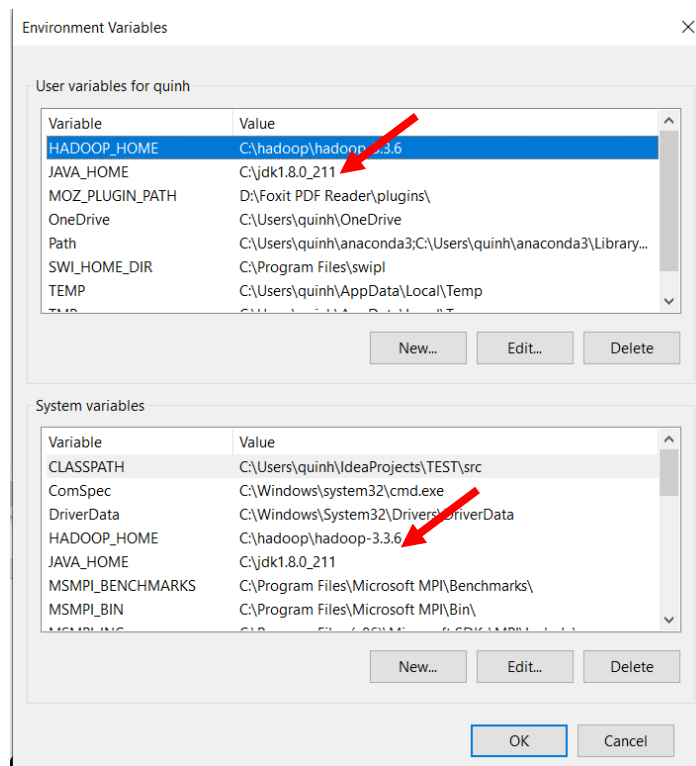 Environment Variables
User variables for quinh
Variable Value
HADOOP_HOME C:\hadoop\hadoop-3.3.6
JAVA_HOME C:\jdk1.8.0_211
MOZ_PLUGIN_PATH D:\Foxit PDF Reader\plugins\
OneDrive C:\Users\quinh\OneDrive
Path C:\Users\quinh\anaconda3;C:\Users\quinh\anaconda3\Library...
SWI_HOME_DIR C:\Program Files\swipl
TEMP C:\Users\quinh\AppData\Local\Temp
New... Edit... Delete
System variables
Variable Value
CLASSPATH C:\Users\quinh\IdeaProjects\TEST\src
ComSpec C:\Windows\system32\cmd.exe
DriverData C:\Windows\System32\Drivers\DriverData
HADOOP_HOME C:\hadoop\hadoop-3.3.6
JAVA_HOME C:\jdk1.8.0_211
MSMPI_BENCHMARKS C:\Program Files\Microsoft MPI\Benchmarks\
MSMPI_BIN C:\Program Files\Microsoft MPI\Bin\
New... Edit... Delete
OK Cancel